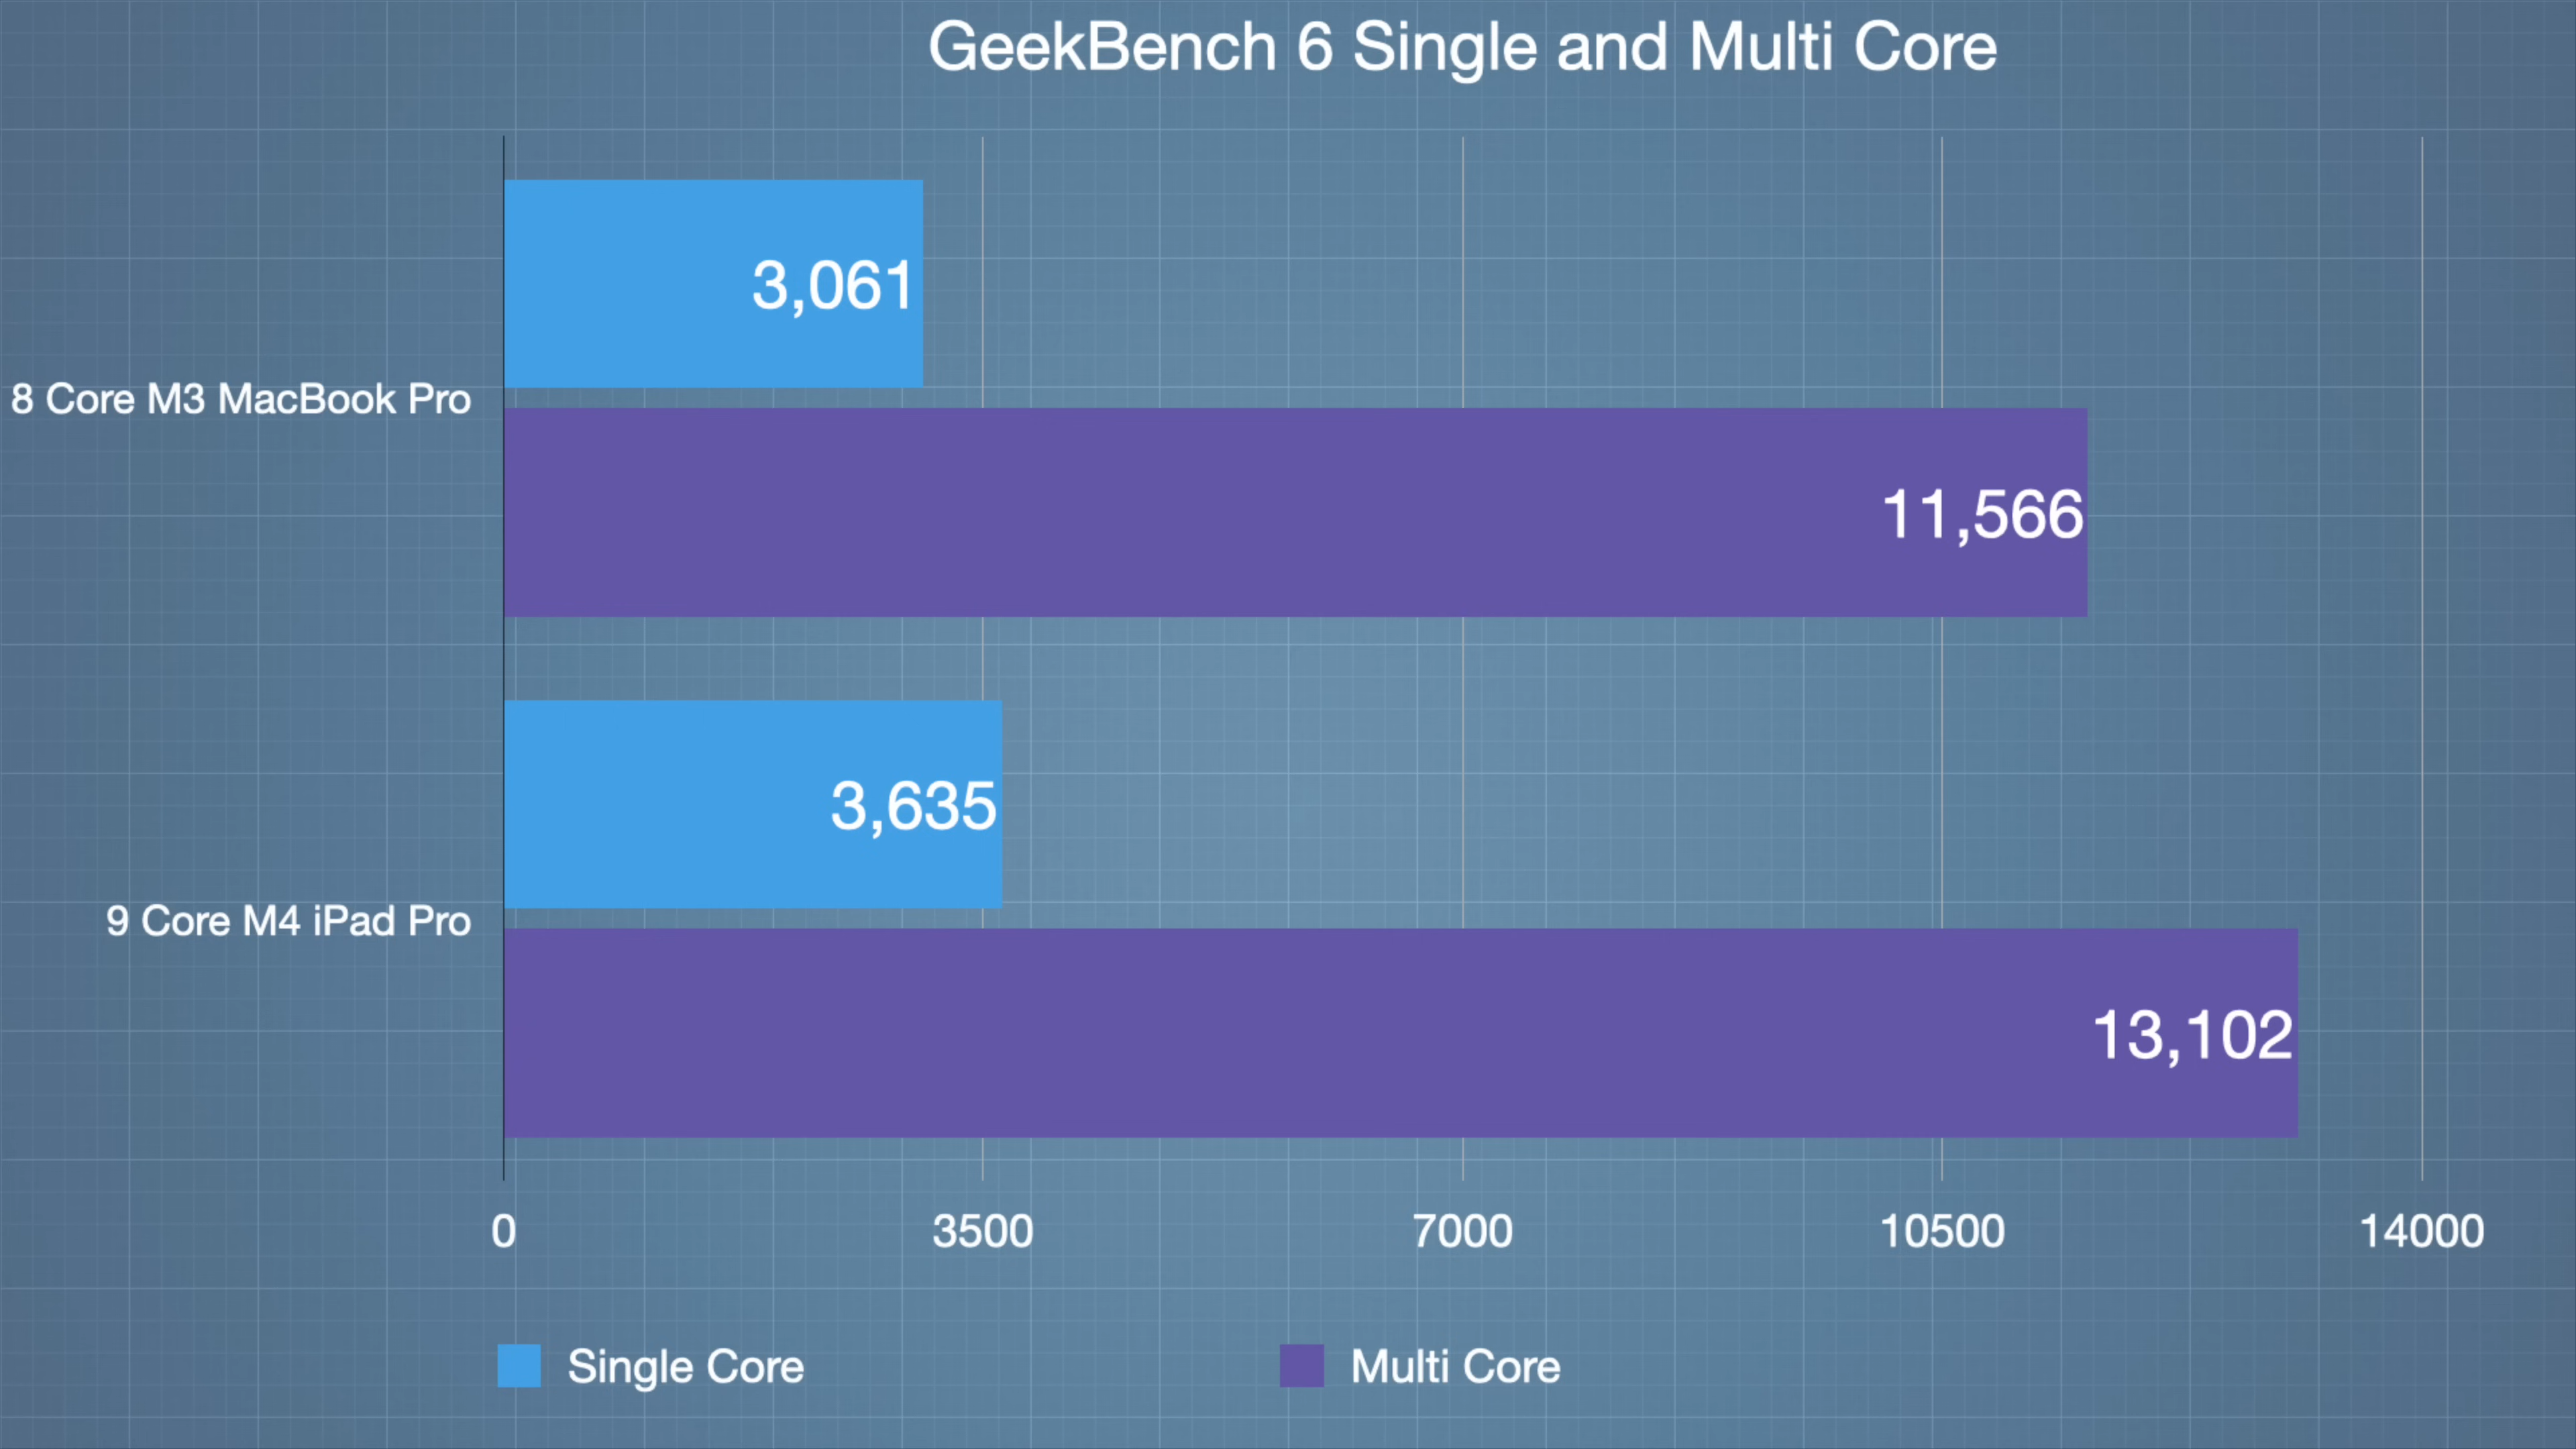 GeekBench 6 Single and Multi Core
3,061
8 Core M3 MacBook Pro
11,566
3,635
9 Core M4 iPad Pro
13,102
0 3500 7000 10500 14000
Single Core Multi Core